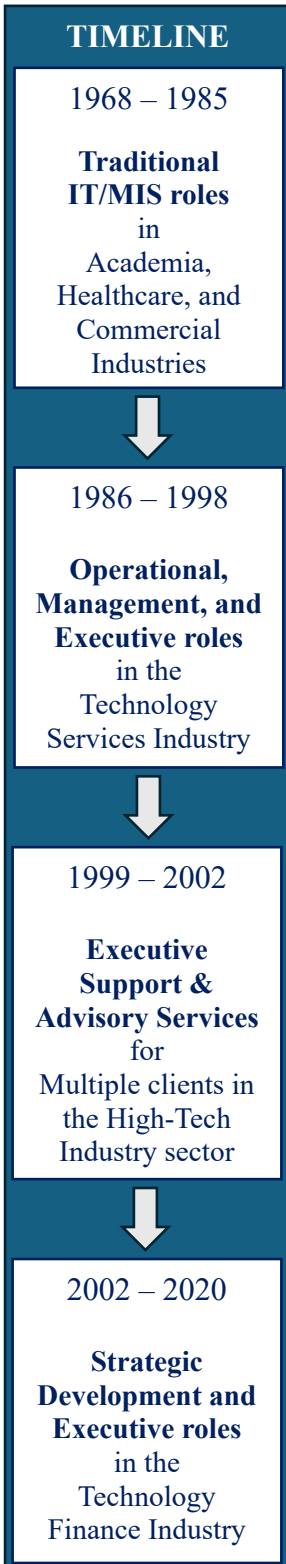 TIMELINE
1968 – 1985
Traditional
IT/MIS roles
in
Academia,
Healthcare, and
Commercial
Industries
1986 – 1998
Operational,
Management, and
Executive roles
in the
Technology
Services Industry
1999 – 2002
Executive
Support &
Advisory Services
for
Multiple clients in
the High-Tech
Industry sector
2002 – 2020
Strategic
Development and
Executive roles
in the
Technology
Finance Industry